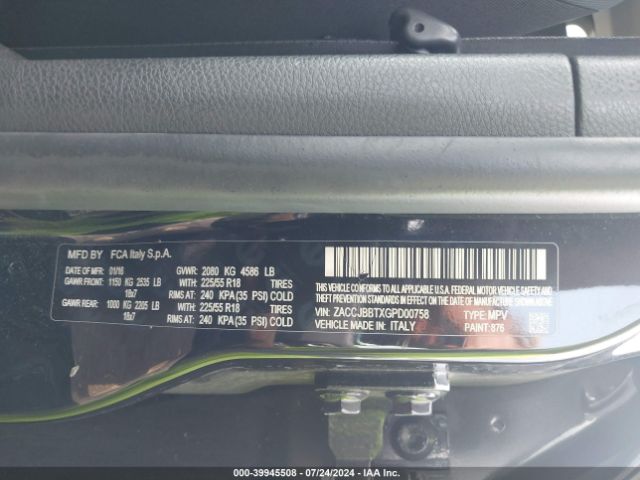 MFD BY FCA Italy S.p.A.
DATE MFD: 01/16 GVWR: 2080 KG 4586 LB
GAWR FRONT: 1150 KG 2535 LB WITH 225/55 R18 TIRES
18x7 RIMS AT 240 KPA (35 PSI) COLD
GAWR REAR: 1000 KG 2205 LB WITH 225/55 R18 TIRES
18x7 RIMS AT 240 KPA (35 PSI) COLD
THIS VEHICLE CONFORMS TO ALL APPLICABLE U.S.A. FEDERAL MOTOR VEHICLE SAFETY AND
THEFT PREVENTION STANDARDS IN EFFECT ON THE DATE OF MANUFACTURE SHOWN ABOVE.
VIN: ZACCJBBTXGPD00758 TYPE: MPV
VEHICLE MADE IN: ITALY PAINT: 876
000-39945508 - 07/24/2024 - IAAC